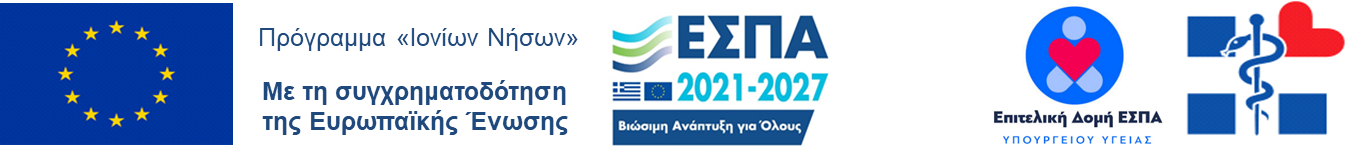 Πρόγραμμα «Ιονίων Νήσων»
Με τη συγχρηματοδότηση
της Ευρωπαϊκής Ένωσης
ΕΣΠΑ
2021-2027
Βιώσιμη Ανάπτυξη για Όλους
Επιτελική Δομή ΕΣΠΑ
ΥΠΟΥΡΓΕΙΟΥ ΥΓΕΙΑΣ